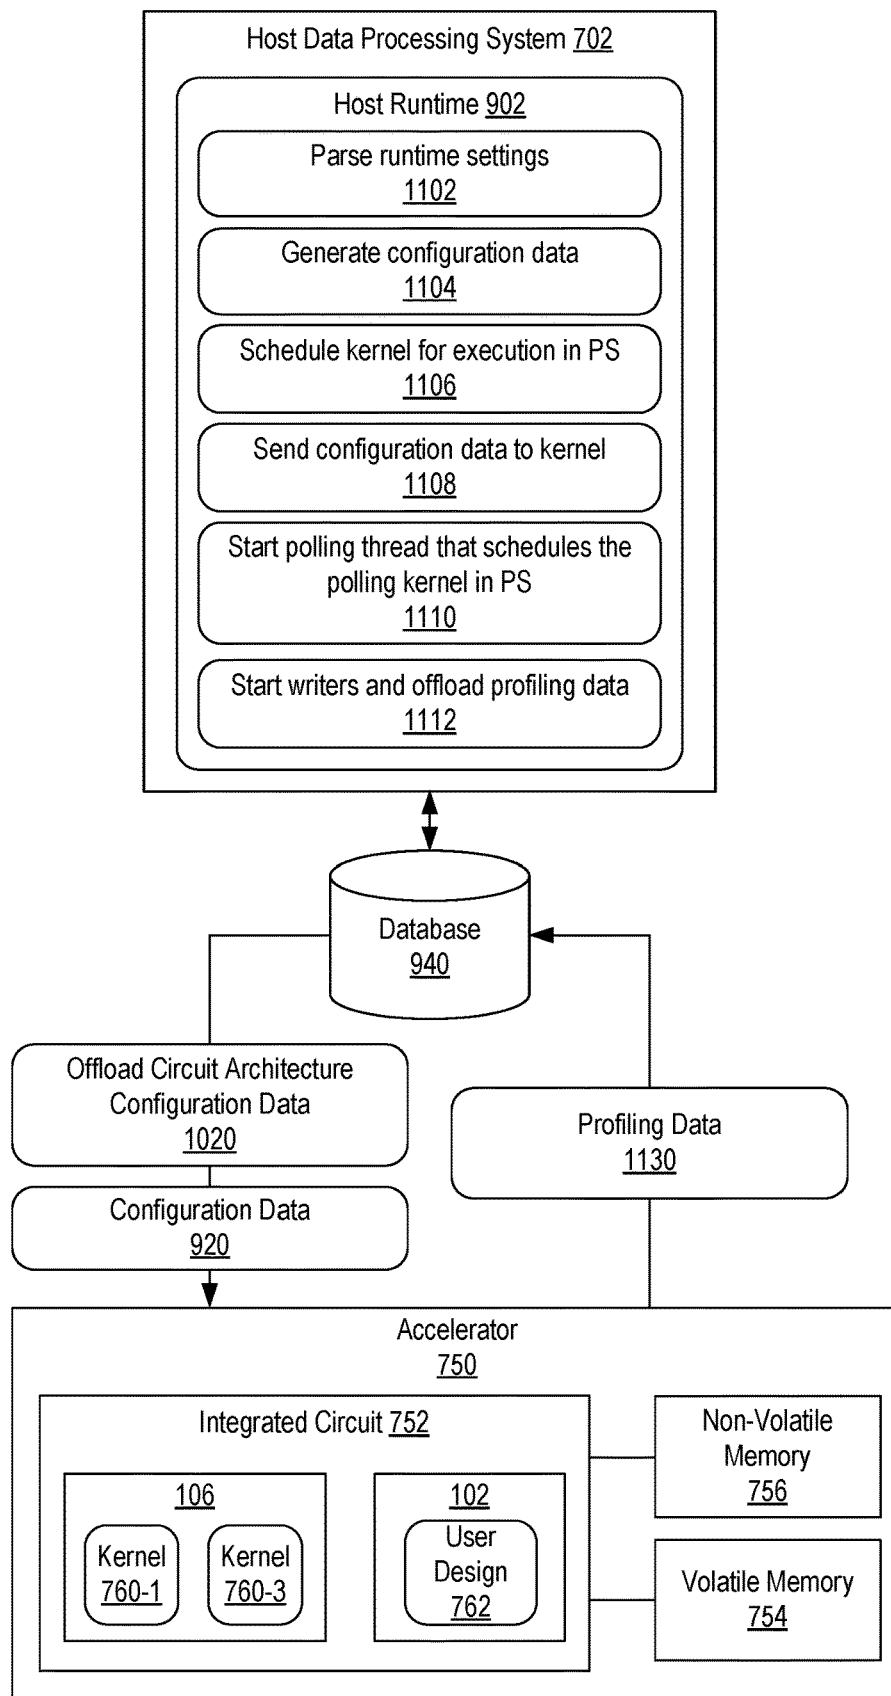 Host Data Processing System 702
Host Runtime 902
Parse runtime settings
1102
Generate configuration data
1104
Schedule kernel for execution in PS
1106
Send configuration data to kernel
1108
Start polling thread that schedules the
polling kernel in PS
1110
Start writers and offload profiling data
1112
Database
940
Offload Circuit Architecture
Configuration Data
1020
Configuration Data
920
Profiling Data
1130
Accelerator
750
Integrated Circuit 752
106
Kernel
760-1
Kernel
760-3
102
User
Design
762
Non-Volatile
Memory
756
Volatile Memory
754